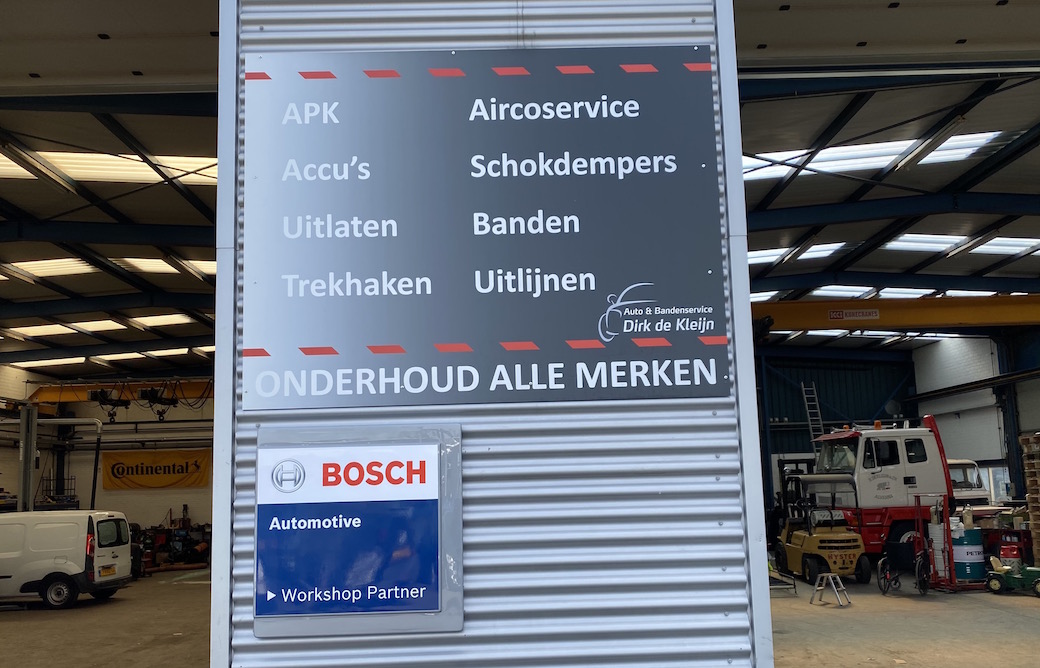 APK
Accu's
Uitlaten
Trekhaken
Aircoservice
Schokdempers
Banden
Uitlijnen
Auto & Bandenservice
Dirk de Kleijn
ONDERHOUD ALLE MERKEN
BOSCH
Automotive
Workshop Partner
Continental
HYSTER